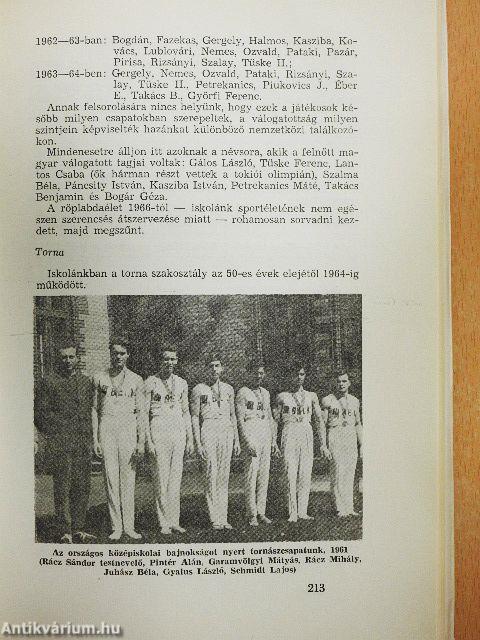 1962—63-ban: Bogdán, Fazekas, Gergely, Halmos, Kasziba, Ko-
vács, Lublovári, Nemes, Ozvald, Pataki, Pazár,
Pirisa, Rizsányi, Szalay, Tüske II.;
1963—64-ben: Gergely, Nemes, Ozvald, Pataki, Rizsányi, Sza-
lay, Tüske II., Petrekanics, Piukovics J., Éber
E., Takács B., Győrfi Ferenc.
Annak felsorolására nincs helyünk, hogy ezek a játékosok ké-
sőbb milyen csapatokban szerepeltek, a válogatottság milyen
szintjein képviselték hazánkat különböző nemzetközi találkozó-
kon.
Mindenesetre álljon itt azoknak a névsora, akik a felnőtt ma-
gyar válogatott tagjai voltak: Gálos László, Tüske Ferenc, Lan-
tos Csaba (ők hárman részt vettek a tokiói olimpián), Szalma
Béla, Páncsity István, Kasziba István, Petrekanics Máté, Takács
Benjamin és Bogár Géza.
A röplabdaélet 1966-tól — iskolánk sportéletének nem egé-
szen szerencsés átszervezése miatt — rohamosan sorvadni kez-
dett, majd megszűnt.
Torna
Iskolánkban a torna szakosztály az 50-es évek elejétől 1964-ig
működött.
Az országos középiskolai bajnokságot nyert tornászcsapatunk, 1961
(Rácz Sándor testnevelő, Pintér Alán, Garamvölgyi Mátyás, Rácz Mihály,
Juhász Béla, Gyalus László, Schmidt Lajos)
213
Antikvárium.hu